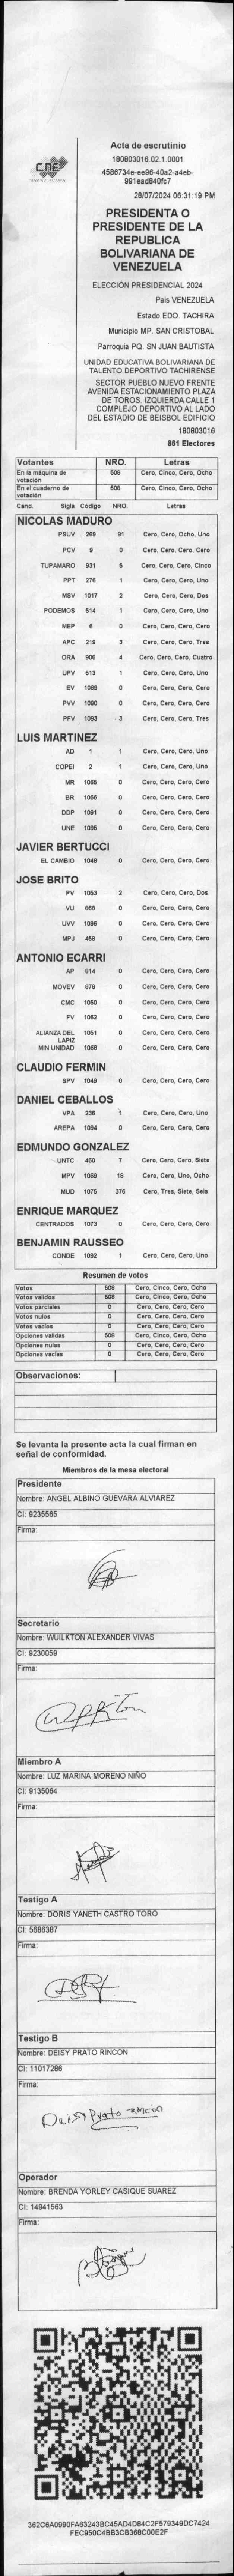 CNE
Acta de escrutinio
180803016.02.1.0001
4586734e-ee96-40a2-a4eb-
991ead840fc7
28/07/2024 06:31:19 PM
PRESIDENTA O
PRESIDENTE DE LA
REPUBLICA
BOLIVARIANA DE
VENEZUELA
ELECCIÓN PRESIDENCIAL 2024
País VENEZUELA
Estado EDO. TACHIRA
Municipio MP. SAN CRISTOBAL
Parroquia PQ. SN JUAN BAUTISTA
UNIDAD EDUCATIVA BOLIVARIANA DE
TALENTO DEPORTIVO TACHIRENSE
SECTOR PUEBLO NUEVO FRENTE
AVENIDA ESTACIONAMIENTO PLAZA
DE TOROS. IZQUIERDA CALLE 1
COMPLEJO DEPORTIVO AL LADO
DEL ESTADIO DE BEISBOL EDIFICIO
180803016
861 Electores
Votantes NRO. Letras
En la máquina de votación 508 Cero, Cinco, Cero, Ocho
En el cuaderno de votación 508 Cero, Cinco, Cero, Ocho
Cand. Sigla Código NRO. Letras
NICOLAS MADURO
PSUV 269 81 Cero, Cero, Ocho, Uno
PCV 9 0 Cero, Cero, Cero, Cero
TUPAMARO 931 5 Cero, Cero, Cero, Cinco
PPT 276 1 Cero, Cero, Cero, Uno
MSV 1017 2 Cero, Cero, Cero, Dos
PODEMOS 514 1 Cero, Cero, Cero, Uno
MEP 6 0 Cero, Cero, Cero, Cero
APC 219 3 Cero, Cero, Cero, Tres
ORA 906 4 Cero, Cero, Cero, Cuatro
UPV 513 1 Cero, Cero, Cero, Uno
EV 1089 0 Cero, Cero, Cero, Cero
PVV 1090 0 Cero, Cero, Cero, Cero
PFV 1093 3 Cero, Cero, Cero, Tres
LUIS MARTINEZ
AD 1 1 Cero, Cero, Cero, Uno
COPEI 2 1 Cero, Cero, Cero, Uno
MR 1065 0 Cero, Cero, Cero, Cero
BR 1066 0 Cero, Cero, Cero, Cero
DDP 1091 0 Cero, Cero, Cero, Cero
UNE 1095 0 Cero, Cero, Cero, Cero
JAVIER BERTUCCI
EL CAMBIO 1048 0 Cero, Cero, Cero, Cero
JOSE BRITO
PV 1053 2 Cero, Cero, Cero, Dos
VU 968 0 Cero, Cero, Cero, Cero
UVV 1096 0 Cero, Cero, Cero, Cero
MPJ 458 0 Cero, Cero, Cero, Cero
ANTONIO ECARRI
AP 814 0 Cero, Cero, Cero, Cero
MOVEV 679 0 Cero, Cero, Cero, Cero
CMC 1050 0 Cero, Cero, Cero, Cero
FV 1062 0 Cero, Cero, Cero, Cero
ALIANZA DEL LAPIZ 1051 0 Cero, Cero, Cero, Cero
MIN UNIDAD 1068 0 Cero, Cero, Cero, Cero
CLAUDIO FERMIN
SPV 1049 0 Cero, Cero, Cero, Cero
DANIEL CEBALLOS
VPA 236 1 Cero, Cero, Cero, Uno
AREPA 1094 0 Cero, Cero, Cero, Cero
EDMUNDO GONZALEZ
UNTC 460 7 Cero, Cero, Cero, Siete
MPV 1069 18 Cero, Cero, Uno, Ocho
MUD 1075 376 Cero, Tres, Siete, Seis
ENRIQUE MARQUEZ
CENTRADOS 1073 0 Cero, Cero, Cero, Cero
BENJAMIN RAUSSEO
CONDE 1092 1 Cero, Cero, Cero, Uno
Resumen de votos
Votos 508 Cero, Cinco, Cero, Ocho
Votos validos 508 Cero, Cinco, Cero, Ocho
Votos parciales 0 Cero, Cero, Cero, Cero
Votos nulos 0 Cero, Cero, Cero, Cero
Votos vacios 0 Cero, Cero, Cero, Cero
Opciones validas 508 Cero, Cinco, Cero, Ocho
Opciones nulas 0 Cero, Cero, Cero, Cero
Opciones vacias 0 Cero, Cero, Cero, Cero
Observaciones:
Se levanta la presente acta la cual firman en
señal de conformidad.
Miembros de la mesa electoral
Presidente
Nombre: ANGEL ALBINO GUEVARA ALVIAREZ
CI: 9235565
Firma:
Secretario
Nombre: WUILKTON ALEXANDER VIVAS
CI: 9230059
Firma:
Miembro A
Nombre: LUZ MARINA MORENO NIÑO
CI: 9135064
Firma:
Testigo A
Nombre: DORIS YANETH CASTRO TORO
CI: 5686387
Firma:
Testigo B
Nombre: DEISY PRATO RINCON
CI: 11017286
Firma:
Deisy Prato Rincón
Operador
Nombre: BRENDA YORLEY CASIQUE SUAREZ
CI: 14941563
Firma:
362C6A0990FA63243BC45AD4D84C2F579349DC7424
FEC950C4BB3CB368C00E2F